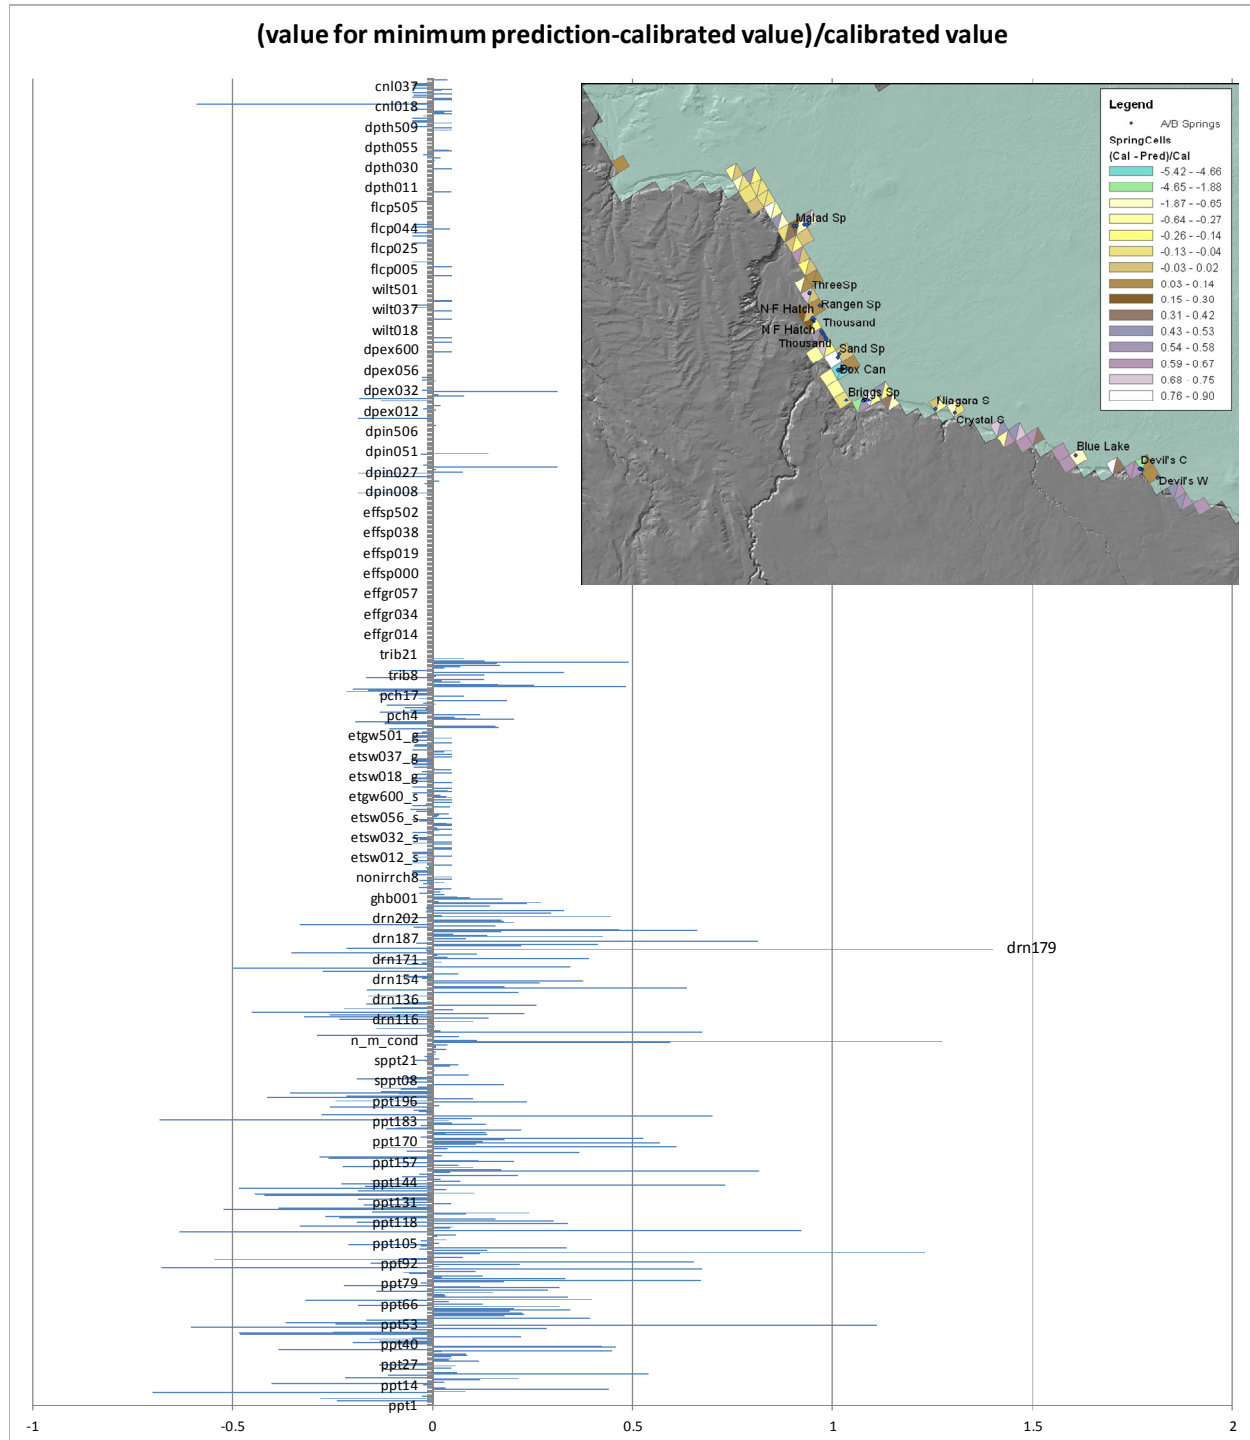 (value for minimum prediction-calibrated value)/calibrated value
cnl037
cnl018
dpth509
dpth055
dpth030
dpth011
flcp505
flcp044
flcp025
flcp005
wilt501
wilt037
wilt018
dpex600
dpex056
dpex032
dpex012
dpin506
dpin051
dpin027
dpin008
effsp502
effsp038
effsp019
effsp000
effgr057
effgr034
effgr014
trib21
trib8
pch17
pch4
etgw501_g
etsw037_g
etsw018_g
etgw600_s
etsw056_s
etsw032_s
etsw012_s
nonirrch8
ghb001
drn202
drn187
drn171
drn154
drn136
drn116
n_m_cond
sppt21
sppt08
ppt196
ppt183
ppt170
ppt157
ppt144
ppt131
ppt118
ppt105
ppt92
ppt79
ppt66
ppt53
ppt40
ppt27
ppt14
ppt1
drn179
-1
-0.5
0
0.5
1
1.5
2
Malad Sp
ThreeSp
Rangen Sp
N F Hatch
Thousand
N F Hatch
Thousand
Sand Sp
Box Can
Briggs Sp
Niagara S
Crystal S
Blue Lake
Devil's C
Devil's W
Legend
A/B Springs
SpringCells
(Cal - Pred)/Cal
-5.42 - -4.66
-4.65 - -1.88
-1.87 - -0.65
-0.64 - -0.27
-0.26 - -0.14
-0.13 - -0.04
-0.03 - 0.02
0.03 - 0.14
0.15 - 0.30
0.31 - 0.42
0.43 - 0.53
0.54 - 0.58
0.59 - 0.67
0.68 - 0.75
0.76 - 0.90